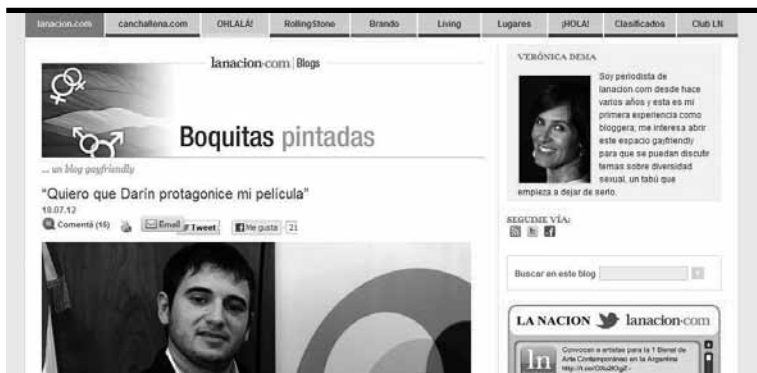 lanacion.com canchallena.com OHLALÁ! RollingStone Brando Living Lugares ¡HOLA! Clasificados Club LN
lanacion.com | Blogs
Boquitas pintadas
... un blog gayfriendly
"Quiero que Darín protagonice mi película"
19.07.12
Comentá (15) Email Tweet Me gusta 21
VERÓNICA DEMA
Soy periodista de
lanacion.com desde hace
varios años y esta es mi
primera experiencia como
bloggera, me interesa abrir
este espacio gayfriendly
para que se puedan discutir
temas sobre diversidad
sexual, un tabú que
empieza a dejar de serlo.
SEGUIME VÍA:
Buscar en este blog
LA NACION lanacion.com
ln
Convocan a artistas para la 1 Bienal de
Arte Contemporáneo en la Argentina